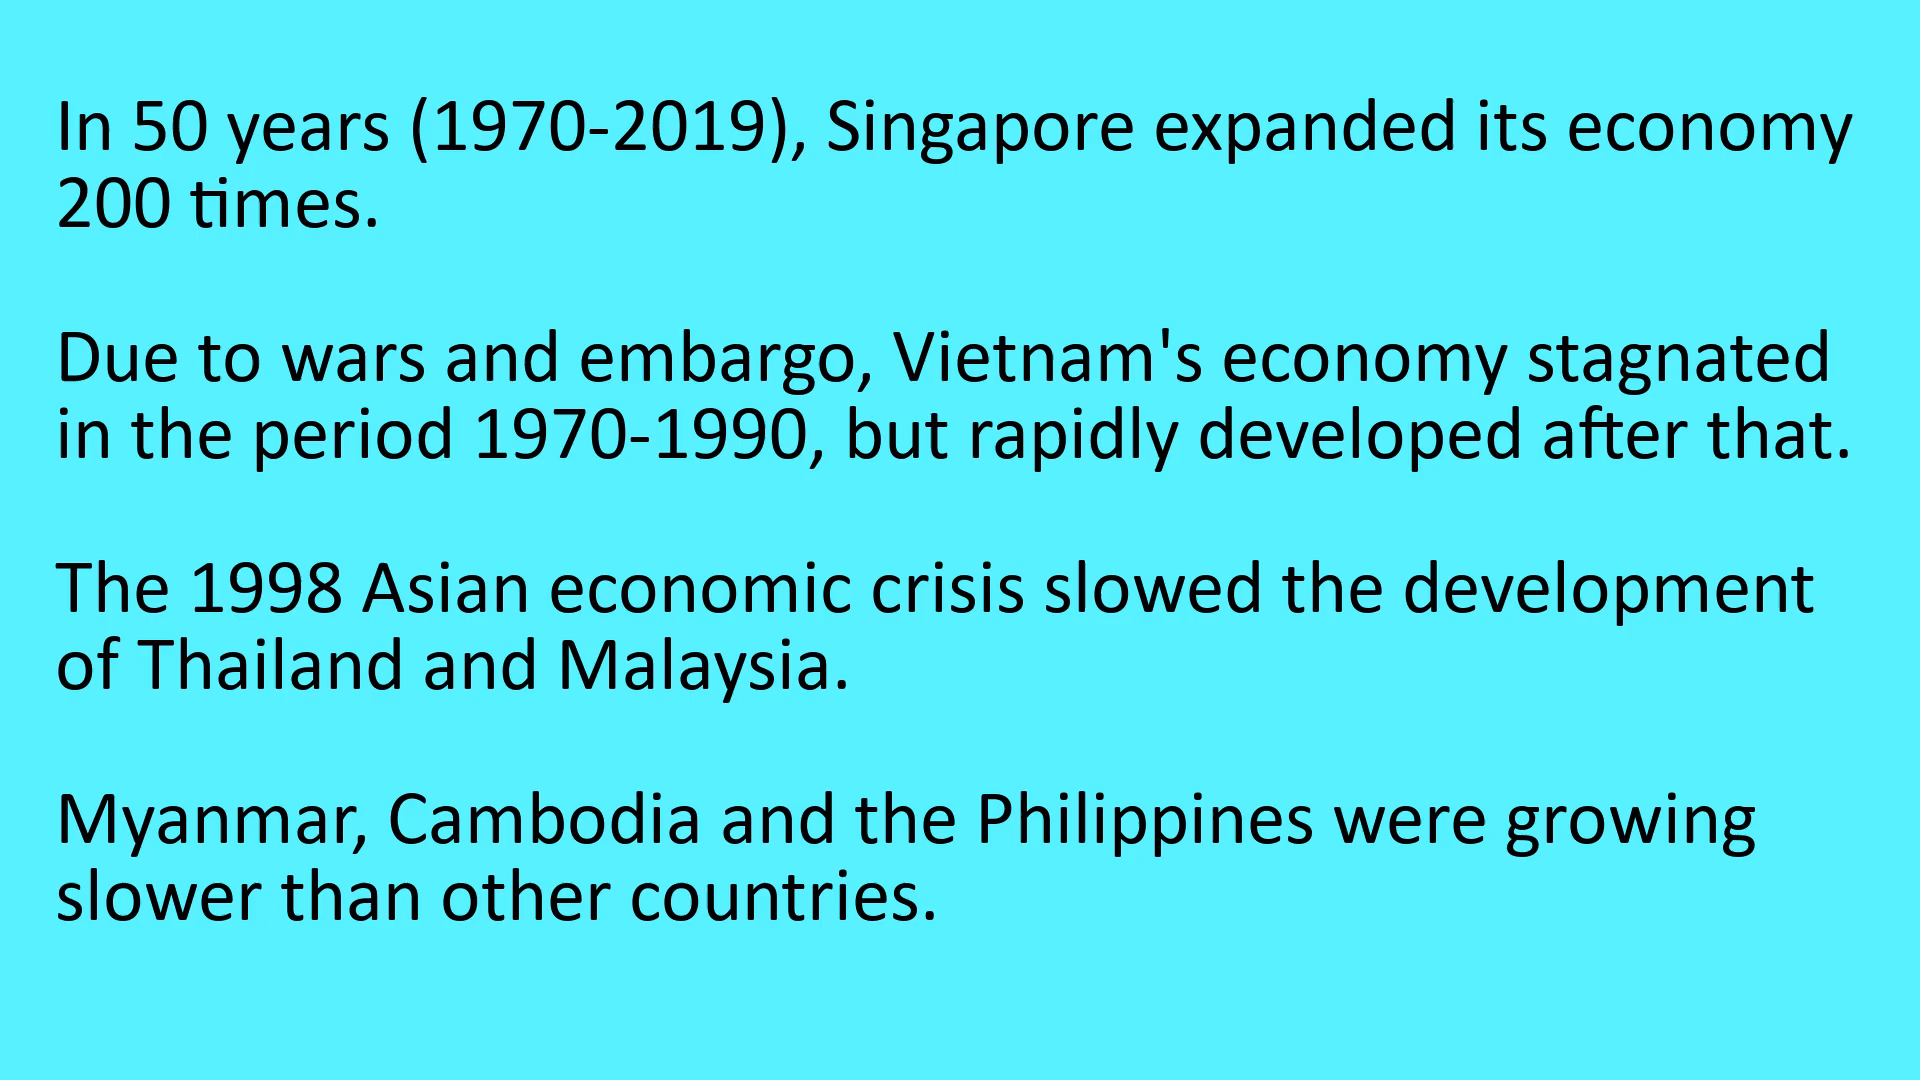 In 50 years (1970-2019), Singapore expanded its economy
200 times.
Due to wars and embargo, Vietnam's economy stagnated
in the period 1970-1990, but rapidly developed after that.
The 1998 Asian economic crisis slowed the development
of Thailand and Malaysia.
Myanmar, Cambodia and the Philippines were growing
slower than other countries.